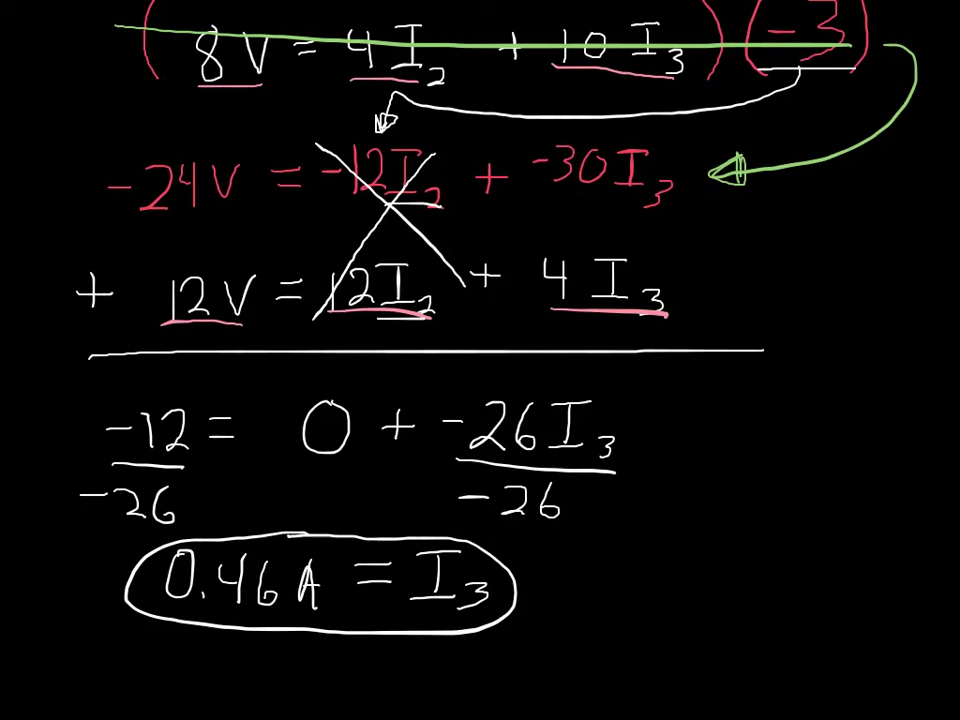 (8V = 4I₂ + 10I₃)(-3)
-24V = -12I₂ + -30I₃
+ 12V = 12I₂ + 4I₃
-12 = 0 + -26I₃
-26 -26
0.46A = I₃